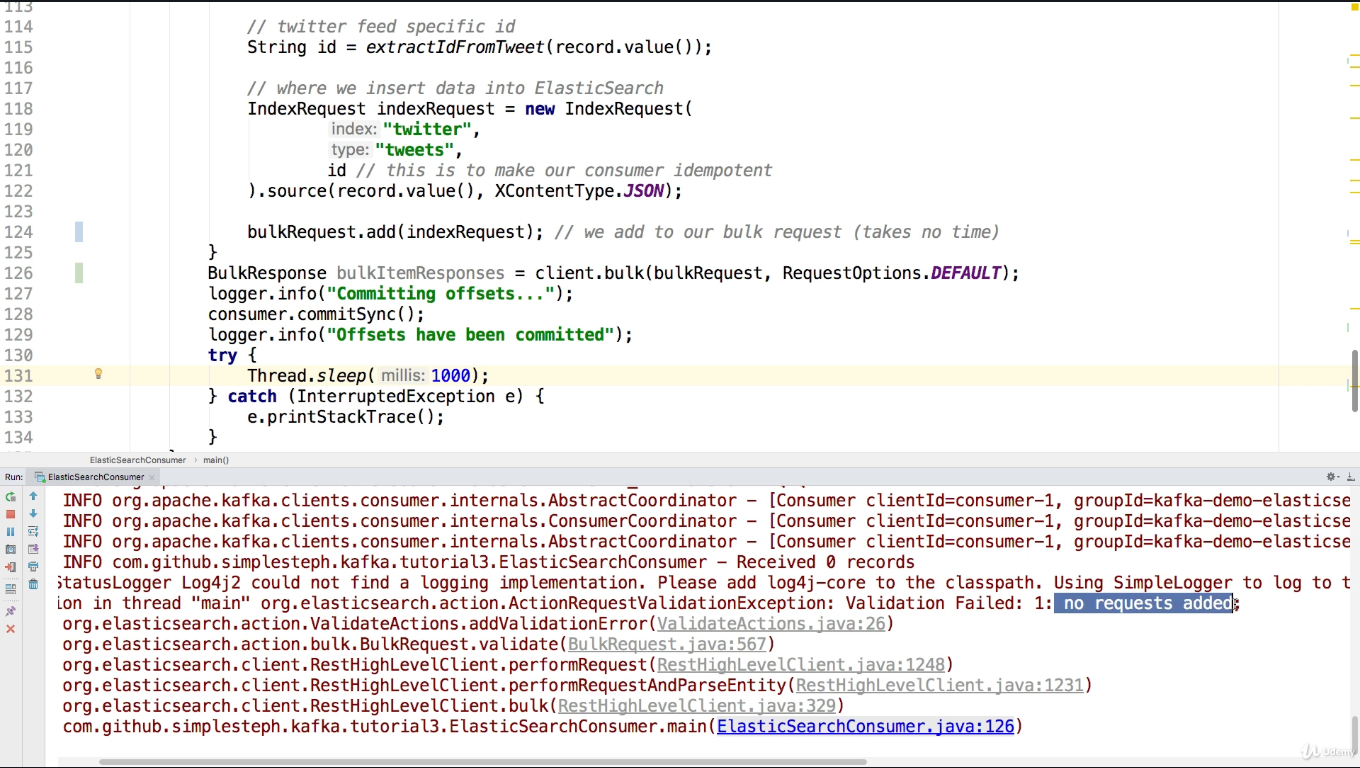 113
114 // twitter feed specific id
115 String id = extractIdFromTweet(record.value());
116
117 // where we insert data into ElasticSearch
118 IndexRequest indexRequest = new IndexRequest(
119 index: "twitter",
120 type: "tweets",
121 id // this is to make our consumer idempotent
122 ).source(record.value(), XContentType.JSON);
123
124 bulkRequest.add(indexRequest); // we add to our bulk request (takes no time)
125 }
126 BulkResponse bulkItemResponses = client.bulk(bulkRequest, RequestOptions.DEFAULT);
127 logger.info("Committing offsets...");
128 consumer.commitSync();
129 logger.info("Offsets have been committed");
130 try {
131 Thread.sleep( millis: 1000);
132 } catch (InterruptedException e) {
133 e.printStackTrace();
134 }
ElasticSearchConsumer › main()
Run: ElasticSearchConsumer ×
INFO org.apache.kafka.clients.consumer.internals.AbstractCoordinator - [Consumer clientId=consumer-1, groupId=kafka-demo-elasticse
INFO org.apache.kafka.clients.consumer.internals.ConsumerCoordinator - [Consumer clientId=consumer-1, groupId=kafka-demo-elasticse
INFO org.apache.kafka.clients.consumer.internals.AbstractCoordinator - [Consumer clientId=consumer-1, groupId=kafka-demo-elasticse
INFO com.github.simplesteph.kafka.tutorial3.ElasticSearchConsumer - Received 0 records
StatusLogger Log4j2 could not find a logging implementation. Please add log4j-core to the classpath. Using SimpleLogger to log to t
ion in thread "main" org.elasticsearch.action.ActionRequestValidationException: Validation Failed: 1: no requests added;
org.elasticsearch.action.ValidateActions.addValidationError(ValidateActions.java:26)
org.elasticsearch.action.bulk.BulkRequest.validate(BulkRequest.java:567)
org.elasticsearch.client.RestHighLevelClient.performRequest(RestHighLevelClient.java:1248)
org.elasticsearch.client.RestHighLevelClient.performRequestAndParseEntity(RestHighLevelClient.java:1231)
org.elasticsearch.client.RestHighLevelClient.bulk(RestHighLevelClient.java:329)
com.github.simplesteph.kafka.tutorial3.ElasticSearchConsumer.main(ElasticSearchConsumer.java:126)
Udemy